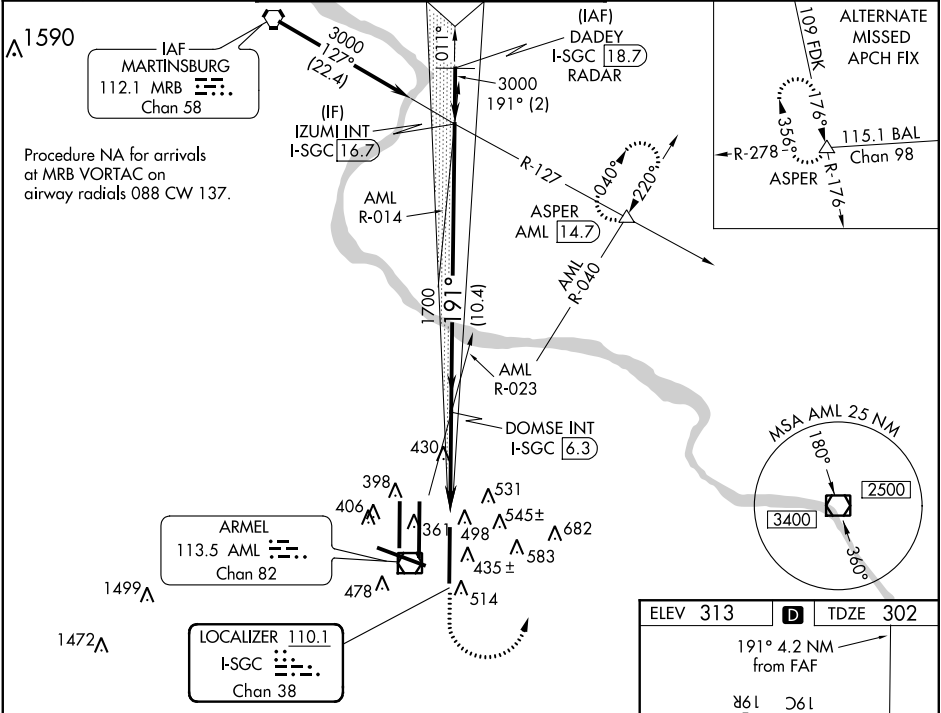 1590
IAF
MARTINSBURG
112.1 MRB
Chan 58
3000
127°
(22.4)
Procedure NA for arrivals
at MRB VORTAC on
airway radials 088 CW 137.
011°
(IAF)
DADEY
I-SGC 18.7
RADAR
3000
191° (2)
(IF)
IZUMI INT
I-SGC 16.7
R-127
AML
R-014
040°
220°
ASPER
AML 14.7
AML
R-040
1700
191°
(10.4)
AML
R-023
DOMSE INT
I-SGC 6.3
ALTERNATE
MISSED
APCH FIX
109 FDK
176°
356°
115.1 BAL
Chan 98
R-278
ASPER
R-176
MSA AML 25 NM
180°
2500
3400
360°
430
398
406
361
531
498
545±
682
583
435±
478
514
ARMEL
113.5 AML
Chan 82
1499
1472
LOCALIZER 110.1
I-SGC
Chan 38
ELEV 313 D TDZE 302
191° 4.2 NM
from FAF
19R 19C